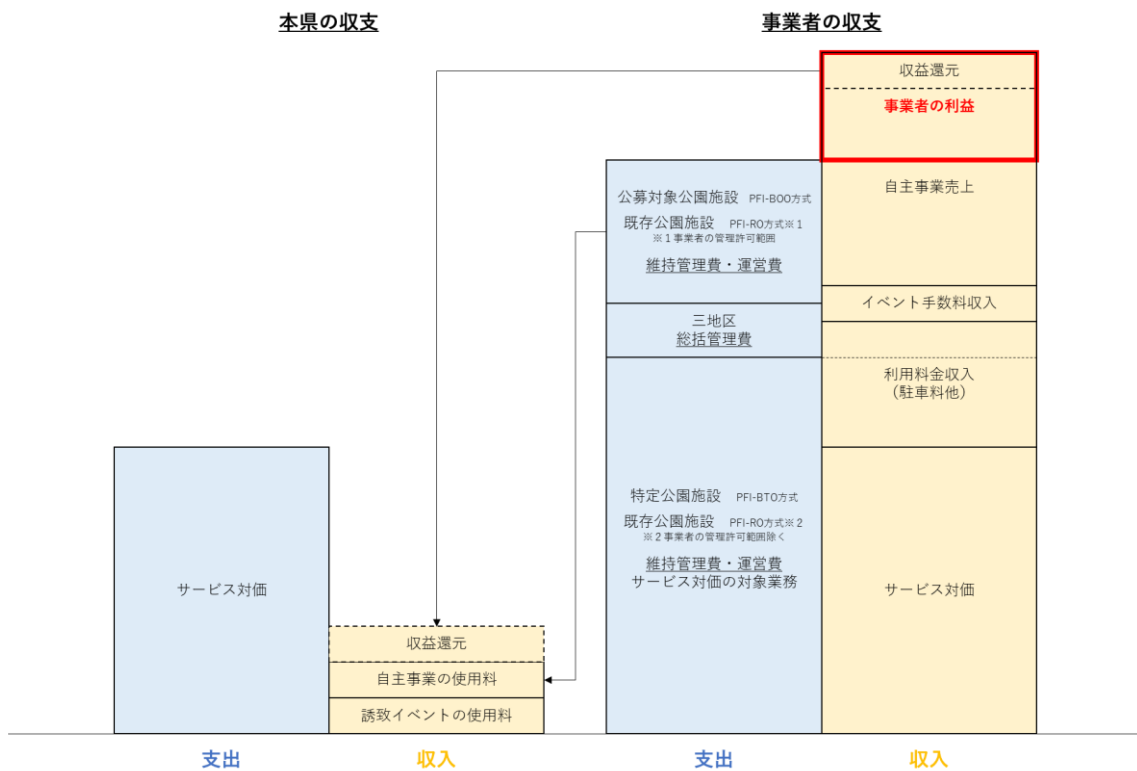 本県の収支
事業者の収支
サービス対価
収益還元
自主事業の使用料
誘致イベントの使用料
公募対象公園施設 PFI-BOO方式
既存公園施設 PFI-RO方式※1
※1事業者の管理許可範囲
維持管理費・運営費
三地区
総括管理費
特定公園施設 PFI-BTO方式
既存公園施設 PFI-RO方式※2
※2事業者の管理許可範囲除く
維持管理費・運営費
サービス対価の対象業務
収益還元
事業者の利益
自主事業売上
イベント手数料収入
利用料金収入
(駐車料他)
サービス対価
支出
収入
支出
収入